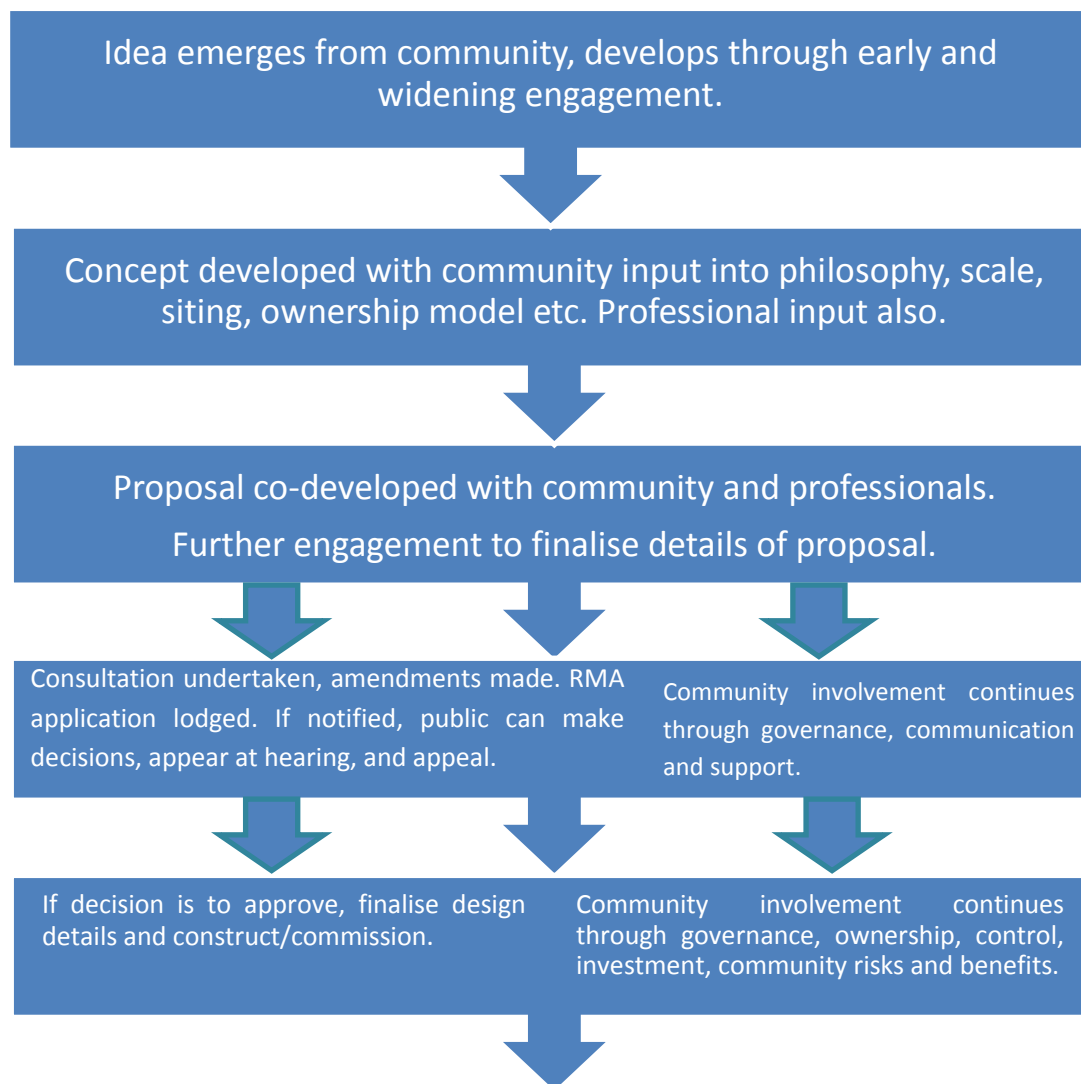 Idea emerges from community, develops through early and
widening engagement.
Concept developed with community input into philosophy, scale,
siting, ownership model etc. Professional input also.
Proposal co-developed with community and professionals.
Further engagement to finalise details of proposal.
Consultation undertaken, amendments made. RMA
application lodged. If notified, public can make
decisions, appear at hearing, and appeal.
Community involvement continues
through governance, communication
and support.
If decision is to approve, finalise design
details and construct/commission.
Community involvement continues
through governance, ownership, control,
investment, community risks and benefits.